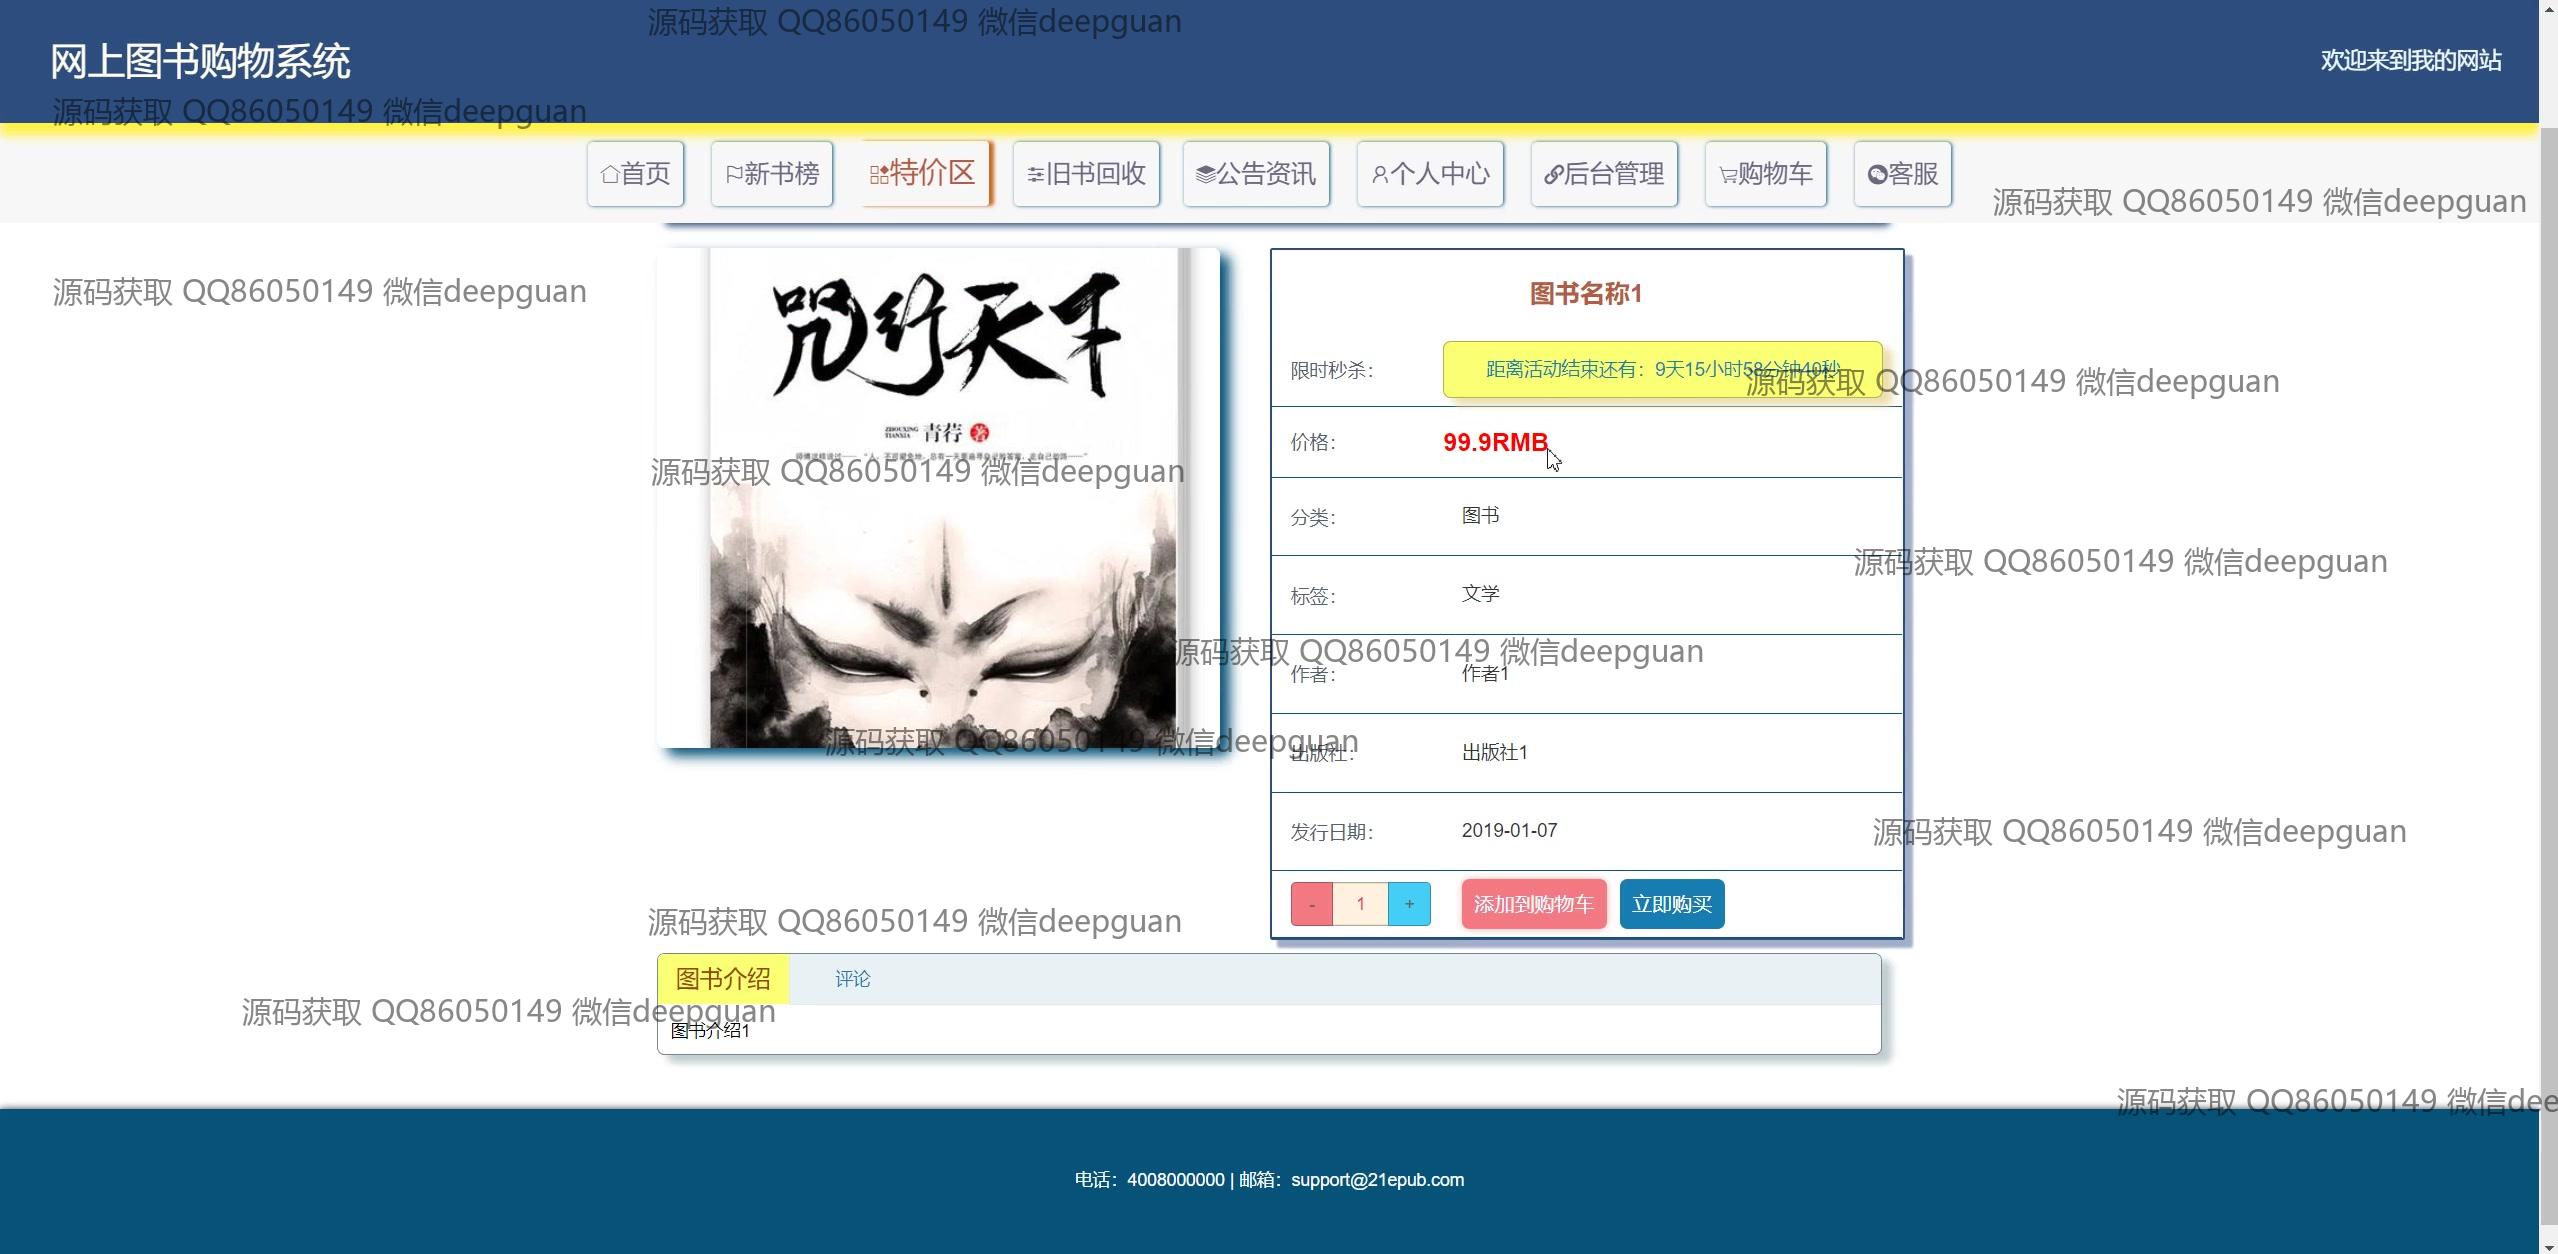 源码获取 QQ86050149 微信deepguan
网上图书购物系统
欢迎来到我的网站
源码获取 QQ86050149 微信deepguan
首页 新书榜 特价区 旧书回收 公告资讯 个人中心 后台管理 购物车 客服
源码获取 QQ86050149 微信deepguan
源码获取 QQ86050149 微信deepguan
咒行天下
ZHOUXING
TIANXIA
青荇 著
图书名称1
限时秒杀： 距离活动结束还有：9天15小时58分钟40秒
源码获取 QQ86050149 微信deepguan
价格： 99.9RMB
源码获取 QQ86050149 微信deepguan
分类： 图书
源码获取 QQ86050149 微信deepguan
标签： 文学
源码获取 QQ86050149 微信deepguan
作者： 作者1
源码获取 QQ86050149 微信deepguan
出版社： 出版社1
发行日期： 2019-01-07
源码获取 QQ86050149 微信deepguan
- 1 + 添加到购物车 立即购买
源码获取 QQ86050149 微信deepguan
图书介绍 评论
源码获取 QQ86050149 微信deepguan
图书介绍1
源码获取 QQ86050149 微信dee
电话：4008000000 | 邮箱：support@21epub.com